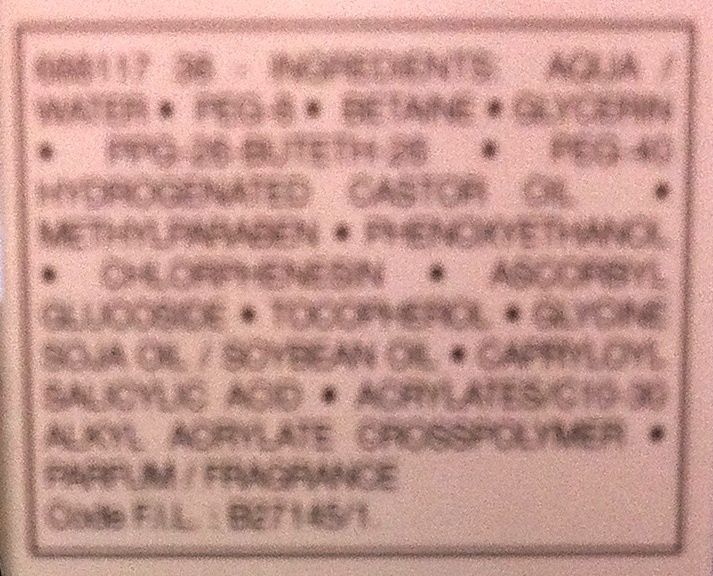 688117 36 - INGREDIENTS: AQUA /
WATER • PEG-8 • BETAINE • GLYCERIN
• PPG-26-BUTETH-26 • PEG-40
HYDROGENATED CASTOR OIL •
METHYLPARABEN • PHENOXYETHANOL
• CHLORPHENESIN • ASCORBYL
GLUCOSIDE • TOCOPHEROL • GLYCINE
SOJA OIL / SOYBEAN OIL • CAPRYLOYL
SALICYLIC ACID • ACRYLATES/C10-30
ALKYL ACRYLATE CROSSPOLYMER •
PARFUM / FRAGRANCE
Code F.I.L. : B27145/1.